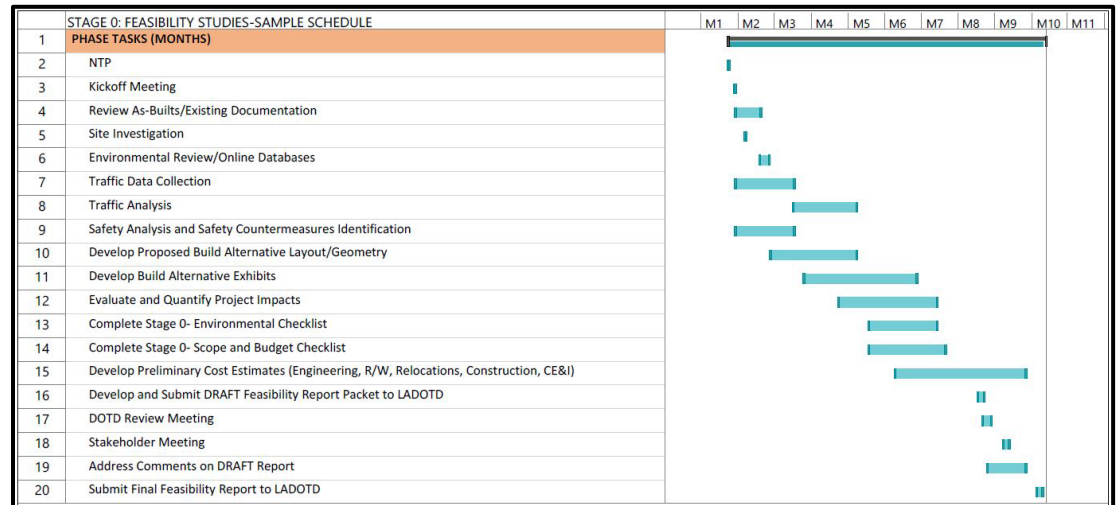 STAGE 0: FEASIBILITY STUDIES-SAMPLE SCHEDULE M1 M2 M3 M4 M5 M6 M7 M8 M9 M10 M11
1 PHASE TASKS (MONTHS)
2 NTP
3 Kickoff Meeting
4 Review As-Builts/Existing Documentation
5 Site Investigation
6 Environmental Review/Online Databases
7 Traffic Data Collection
8 Traffic Analysis
9 Safety Analysis and Safety Countermeasures Identification
10 Develop Proposed Build Alternative Layout/Geometry
11 Develop Build Alternative Exhibits
12 Evaluate and Quantify Project Impacts
13 Complete Stage 0- Environmental Checklist
14 Complete Stage 0- Scope and Budget Checklist
15 Develop Preliminary Cost Estimates (Engineering, R/W, Relocations, Construction, CE&I)
16 Develop and Submit DRAFT Feasibility Report Packet to LADOTD
17 DOTD Review Meeting
18 Stakeholder Meeting
19 Address Comments on DRAFT Report
20 Submit Final Feasibility Report to LADOTD